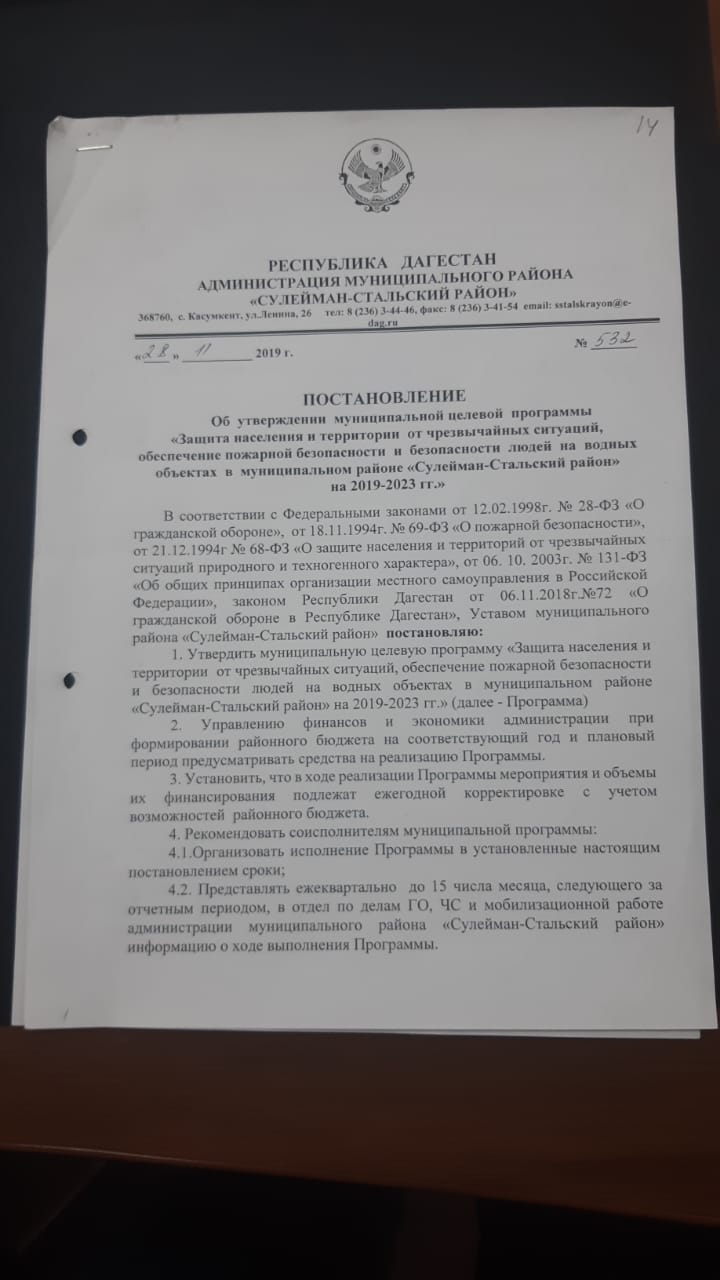 14
РЕСПУБЛИКА ДАГЕСТАН
АДМИНИСТРАЦИЯ МУНИЦИПАЛЬНОГО РАЙОНА
«СУЛЕЙМАН-СТАЛЬСКИЙ РАЙОН»
368760, с. Касумкент, ул.Ленина, 26 тел: 8 (236) 3-44-46, факс: 8 (236) 3-41-54 email: sstalskrayon@e-
dag.ru
«28» 11 2019 г. № 532
ПОСТАНОВЛЕНИЕ
Об утверждении муниципальной целевой программы
«Защита населения и территории от чрезвычайных ситуаций,
обеспечение пожарной безопасности и безопасности людей на водных
объектах в муниципальном районе «Сулейман-Стальский район»
на 2019-2023 гг.»
В соответствии с Федеральными законами от 12.02.1998г. № 28-ФЗ «О
гражданской обороне», от 18.11.1994г. № 69-ФЗ «О пожарной безопасности»,
от 21.12.1994г № 68-ФЗ «О защите населения и территорий от чрезвычайных
ситуаций природного и техногенного характера», от 06. 10. 2003г. № 131-ФЗ
«Об общих принципах организации местного самоуправления в Российской
Федерации», законом Республики Дагестан от 06.11.2018г.№72 «О
гражданской обороне в Республике Дагестан», Уставом муниципального
района «Сулейман-Стальский район» постановляю:
1. Утвердить муниципальную целевую программу «Защита населения и
территории от чрезвычайных ситуаций, обеспечение пожарной безопасности
и безопасности людей на водных объектах в муниципальном районе
«Сулейман-Стальский район» на 2019-2023 гг.» (далее - Программа)
2. Управлению финансов и экономики администрации при
формировании районного бюджета на соответствующий год и плановый
период предусматривать средства на реализацию Программы.
3. Установить, что в ходе реализации Программы мероприятия и объемы
их финансирования подлежат ежегодной корректировке с учетом
возможностей районного бюджета.
4. Рекомендовать соисполнителям муниципальной программы:
4.1.Организовать исполнение Программы в установленные настоящим
постановлением сроки;
4.2. Представлять ежеквартально до 15 числа месяца, следующего за
отчетным периодом, в отдел по делам ГО, ЧС и мобилизационной работе
администрации муниципального района «Сулейман-Стальский район»
информацию о ходе выполнения Программы.